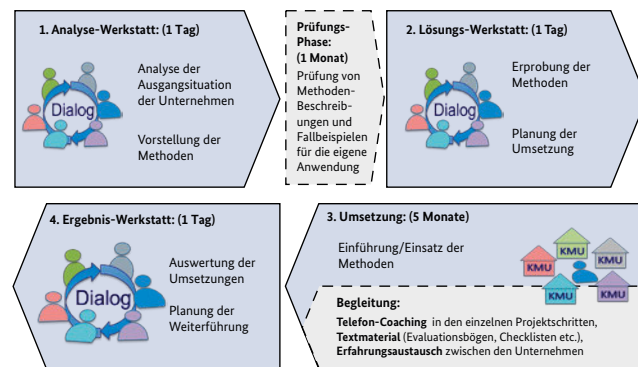 1. Analyse-Werkstatt: (1 Tag)
Analyse der
Ausgangsituation
der Unternehmen
Vorstellung der
Methoden
Dialog
Prüfungs-
Phase:
(1 Monat)
Prüfung von
Methoden-
Beschreib-
ungen und
Fallbeispielen
für die eigene
Anwendung
2. Lösungs-Werkstatt: (1 Tag)
Erprobung der
Methoden
Planung der
Umsetzung
Dialog
3. Umsetzung: (5 Monate)
Einführung/Einsatz der
Methoden
KMU
KMU
KMU
KMU
KMU
Begleitung:
Telefon-Coaching in den einzelnen Projektschritten,
Textmaterial (Evaluationsbögen, Checklisten etc.),
Erfahrungsaustausch zwischen den Unternehmen
4. Ergebnis-Werkstatt: (1 Tag)
Auswertung der
Umsetzungen
Planung der
Weiterführung
Dialog